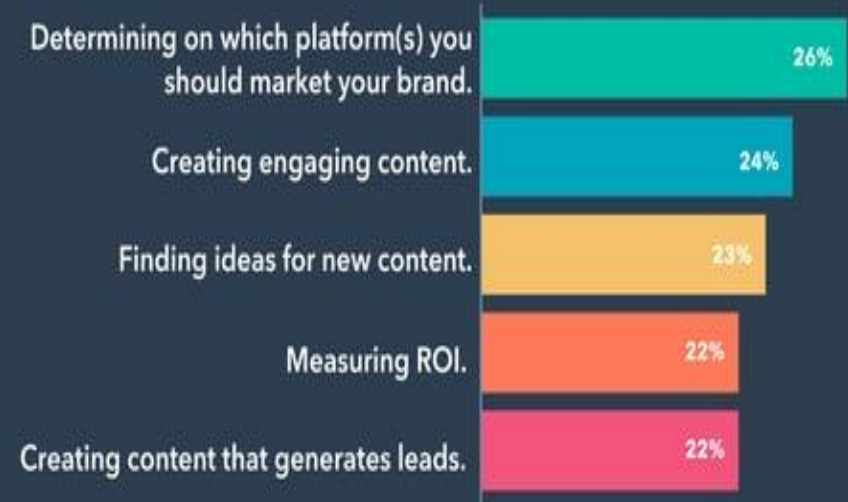 Determining on which platform(s) you
should market your brand.
26%
Creating engaging content.
24%
Finding ideas for new content.
23%
Measuring ROI.
22%
Creating content that generates leads.
22%